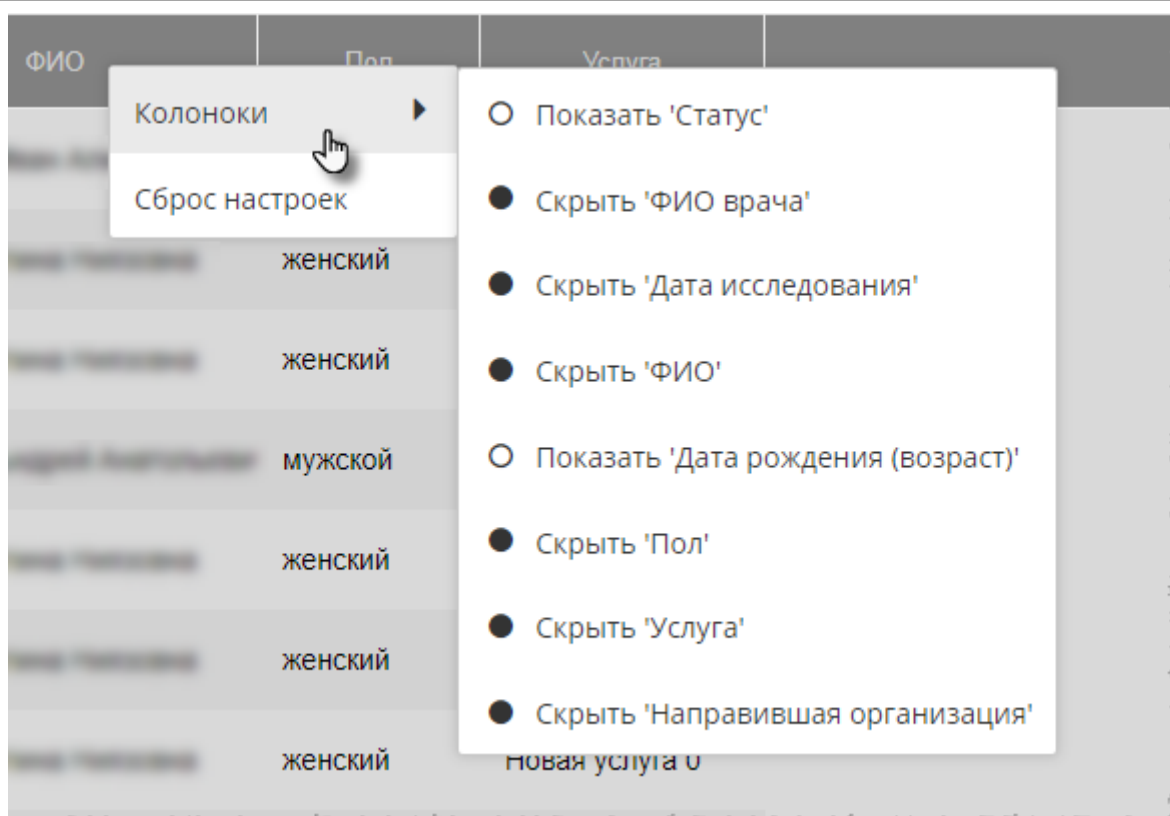 ФИО Пол Услуга
Колоноки
Сброс настроек
Показать 'Статус'
Скрыть 'ФИО врача'
Скрыть 'Дата исследования'
Скрыть 'ФИО'
Показать 'Дата рождения (возраст)'
Скрыть 'Пол'
Скрыть 'Услуга'
Скрыть 'Направившая организация'
женский
женский
мужской
женский
женский
женский Новая услуга 0